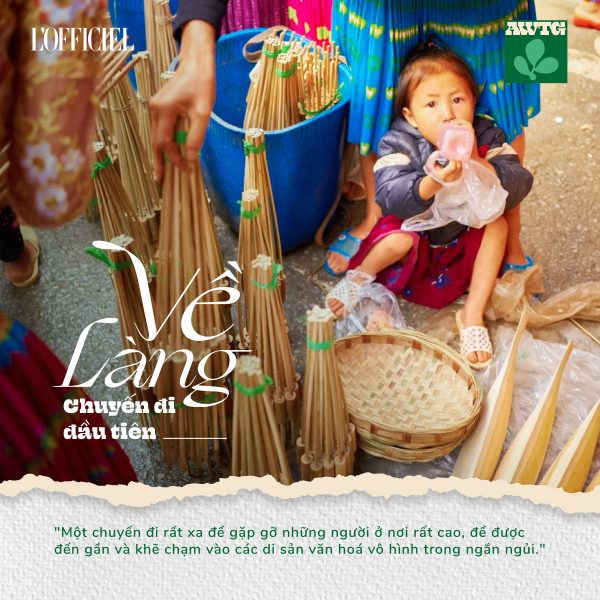 L'OFFICIEL
AWTG
Về
Làng
Chuyến đi
đầu tiên
"Một chuyến đi rất xa để gặp gỡ những người ở nơi rất cao, để được
đến gần và khẽ chạm vào các di sản văn hoá vô hình trong ngắn ngủi."